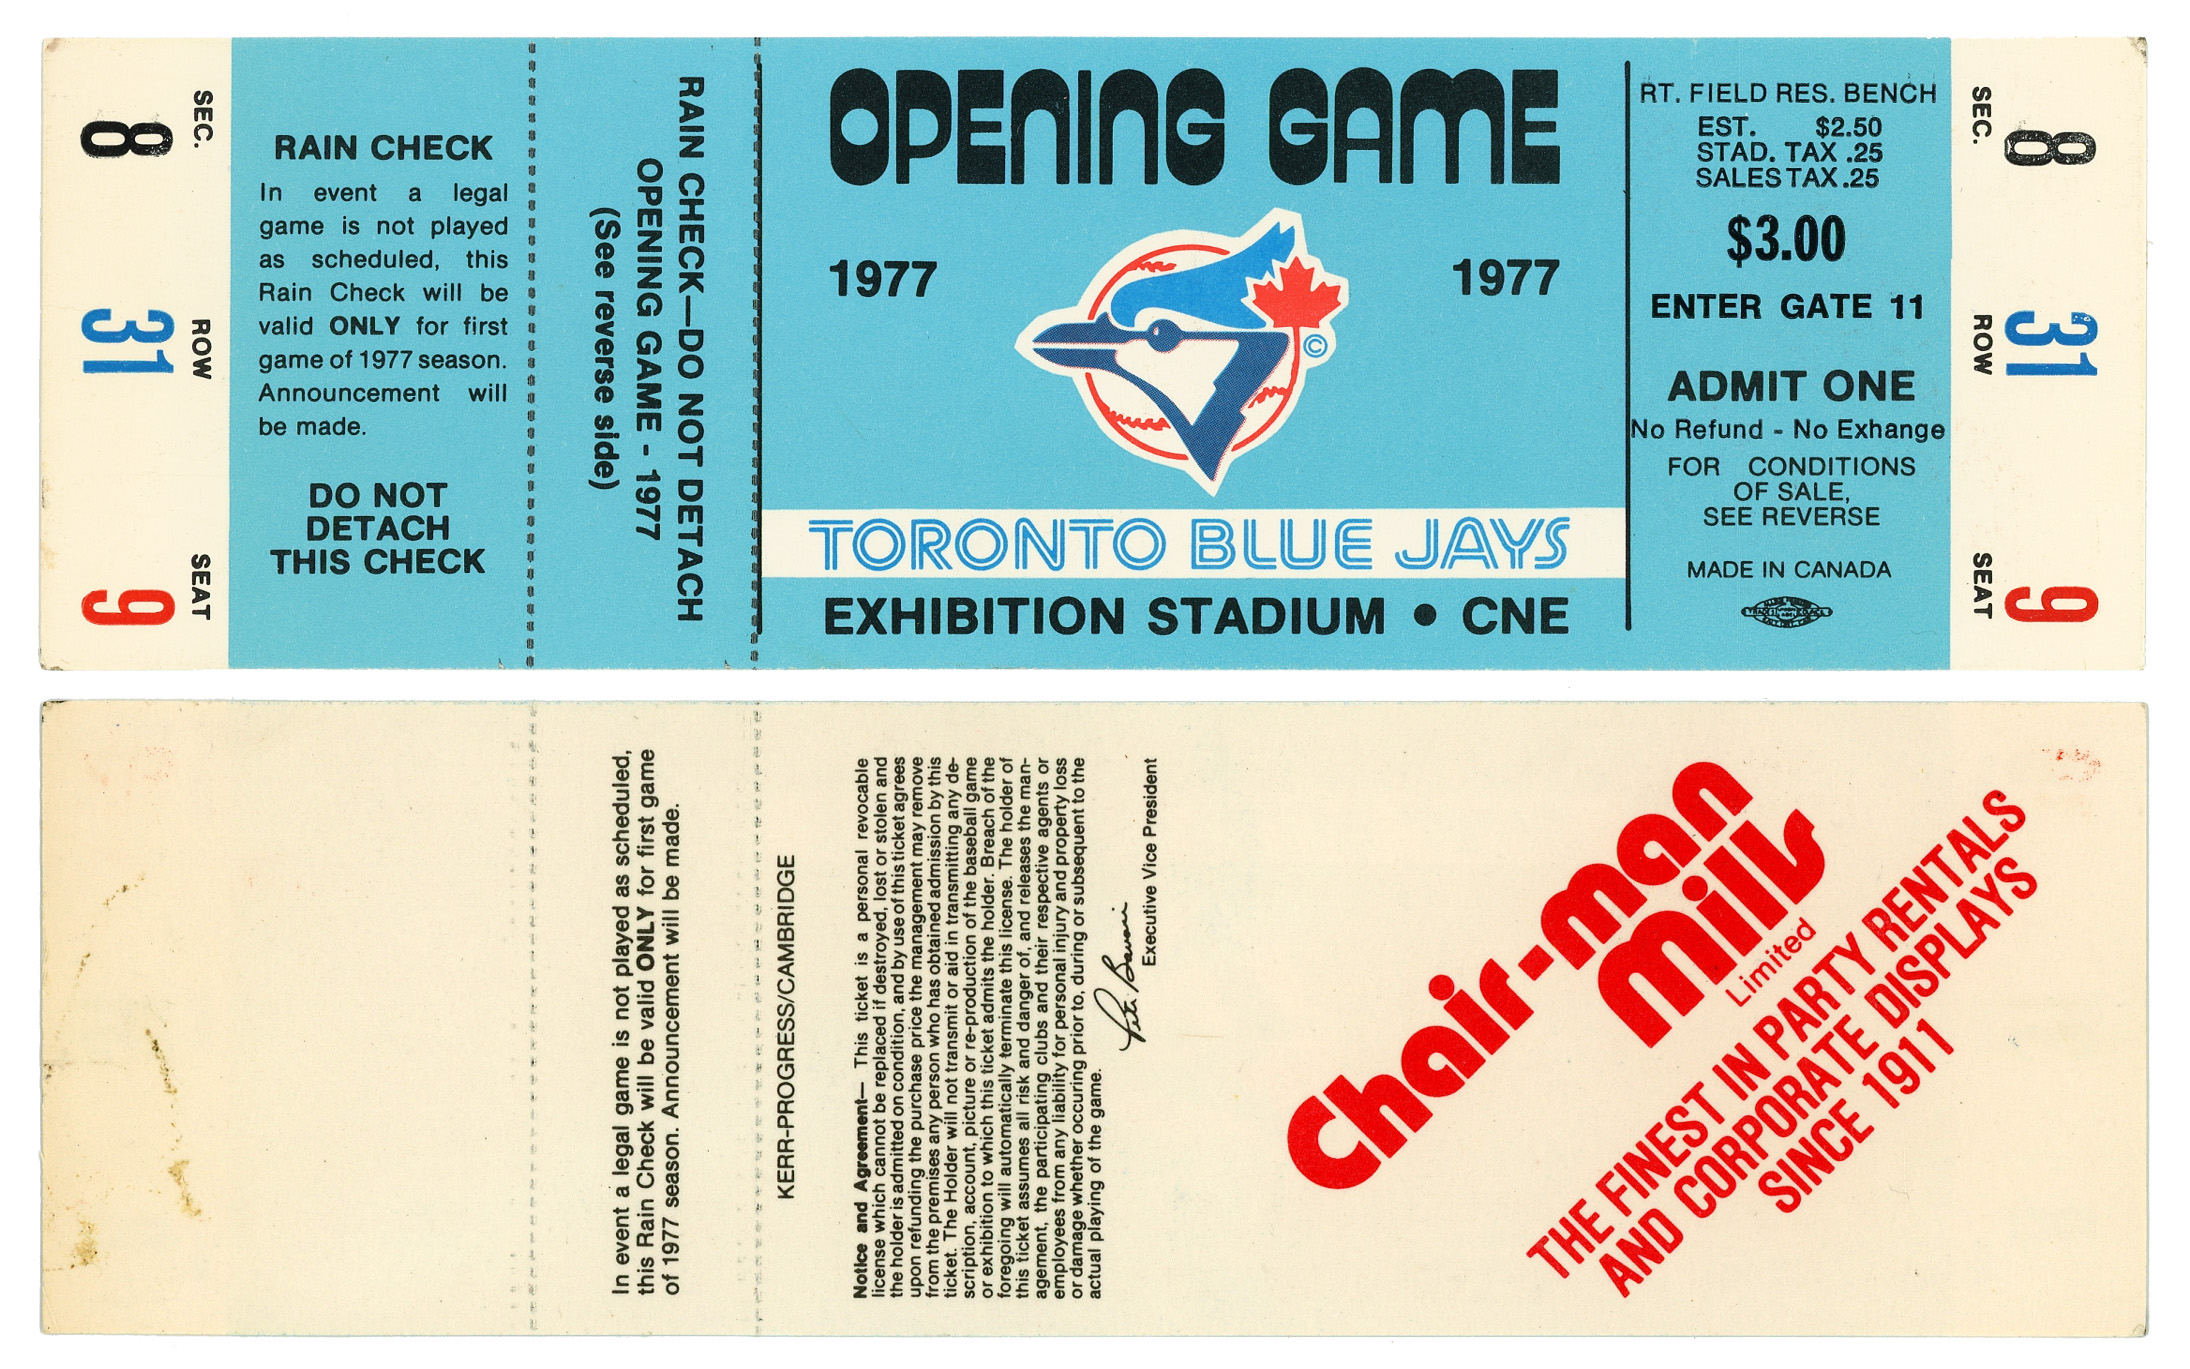 SEC.
8
ROW
31
SEAT
9
RAIN CHECK
In event a legal
game is not played
as scheduled, this
Rain Check will be
valid ONLY for first
game of 1977 season.
Announcement will
be made.
DO NOT
DETACH
THIS CHECK
RAIN CHECK—DO NOT DETACH
OPENING GAME - 1977
(See reverse side)
OPENING GAME
1977
1977
©
TORONTO BLUE JAYS
EXHIBITION STADIUM • CNE
RT. FIELD RES. BENCH
EST. $2.50
STAD. TAX .25
SALES TAX .25
$3.00
ENTER GATE 11
ADMIT ONE
No Refund - No Exhange
FOR CONDITIONS
OF SALE,
SEE REVERSE
MADE IN CANADA
SEC.
8
ROW
31
SEAT
9
In event a legal game is not played as scheduled,
this Rain Check will be valid ONLY for first game
of 1977 season. Announcement will be made.
KERR-PROGRESS/CAMBRIDGE
Notice and Agreement— This ticket is a personal revocable
license which cannot be replaced if destroyed, lost or stolen and
the holder is admitted on condition, and by use of this ticket agrees
upon refunding the purchase price the management may remove
from the premises any person who has obtained admission by this
ticket. The Holder will not transmit or aid in transmitting any de-
scription, account, picture or re-production of the baseball game
or exhibition to which this ticket admits the holder. Breach of the
foregoing will automatically terminate this license. The holder of
this ticket assumes all risk and danger of, and releases the man-
agement, the participating clubs and their respective agents or
employees from any liability for personal injury and property loss
or damage whether occurring prior to, during or subsequent to the
actual playing of the game.
Executive Vice President
Chair-man
mills
Limited
THE FINEST IN PARTY RENTALS
AND CORPORATE DISPLAYS
SINCE 1911